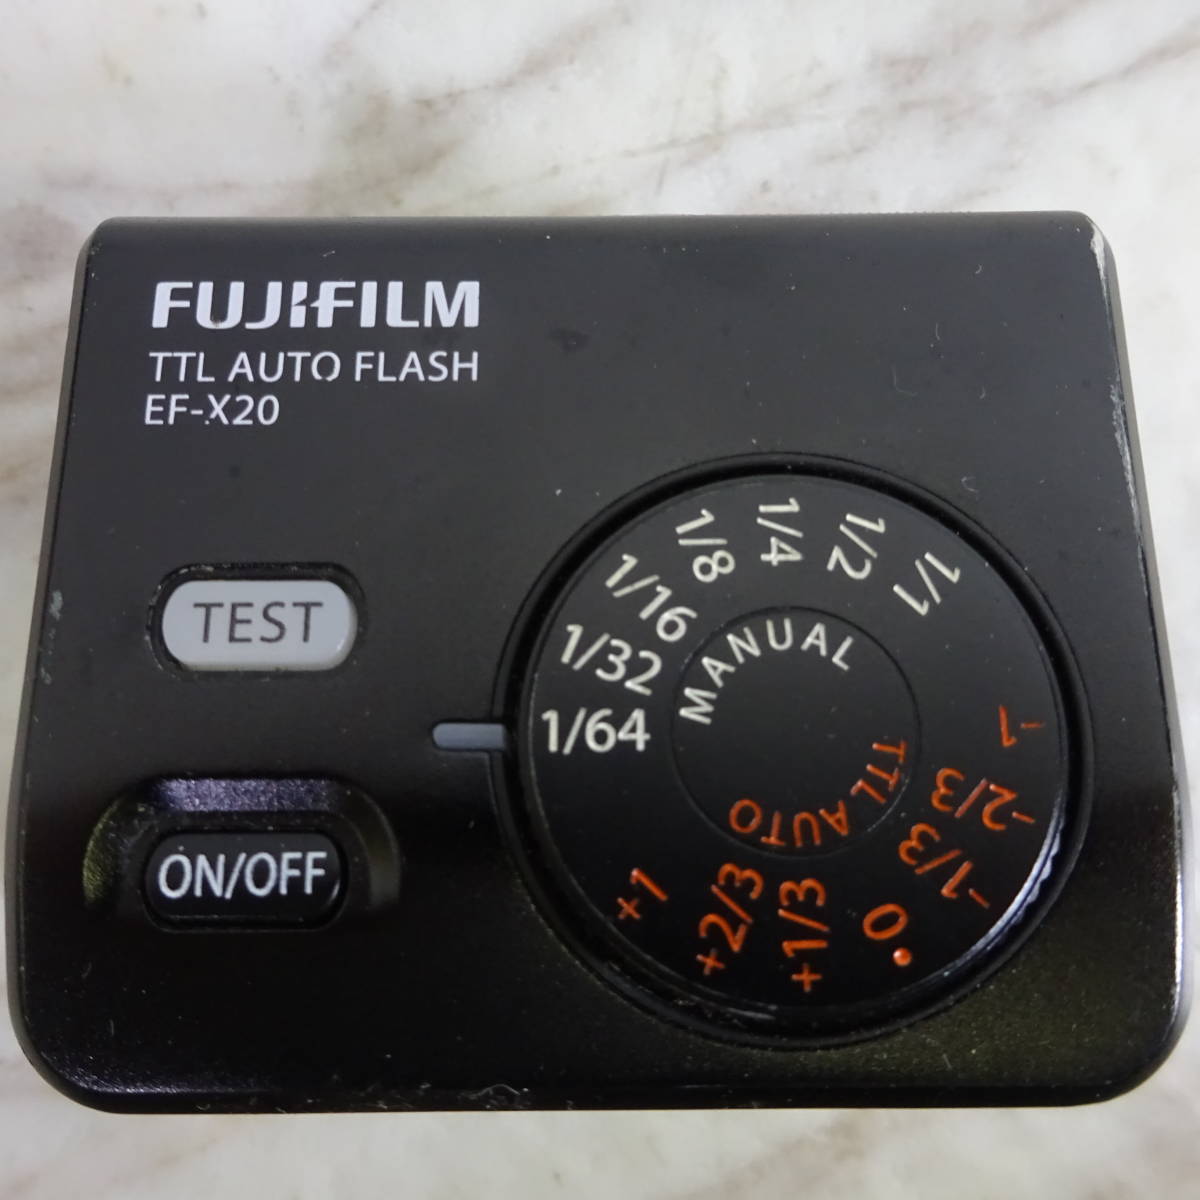 FUJIFILM
TTL AUTO FLASH
EF-X20
TEST
ON/OFF
1/64
1/32
1/16
1/8
1/4
1/2
1/1
MANUAL
TTL AUTO
-1
-2/3
-1/3
0
+1/3
+2/3
+1